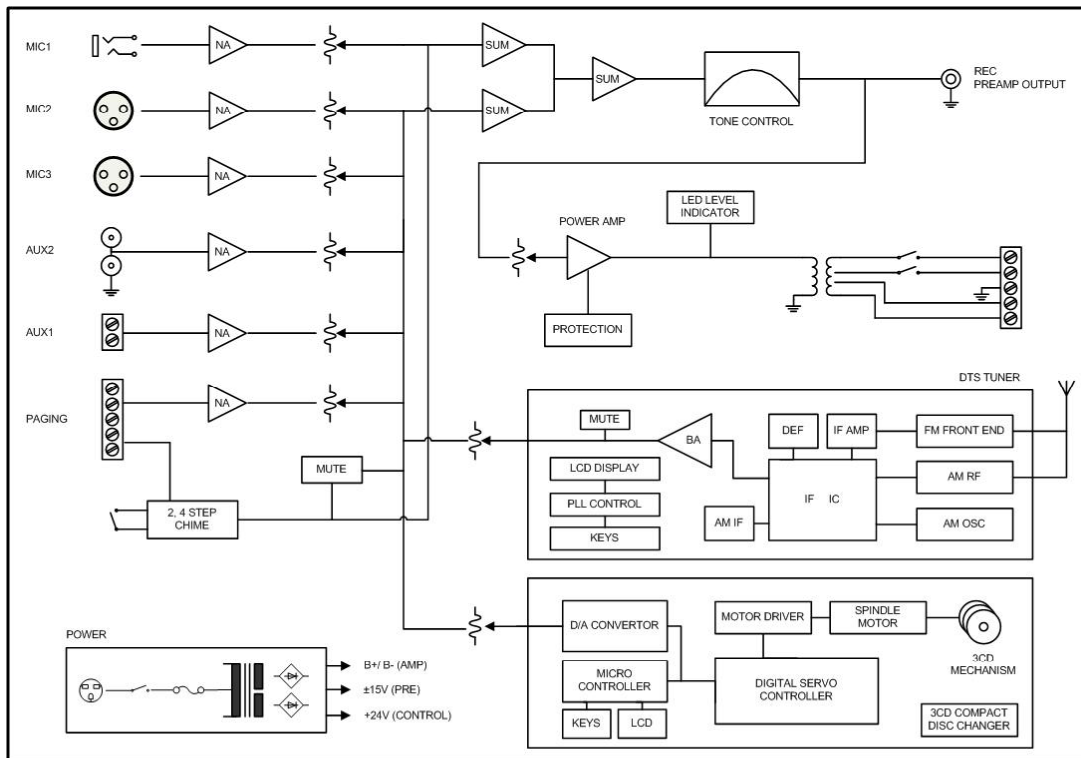 MIC1
NA
SUM
SUM
REC
PREAMP OUTPUT
MIC2
NA
SUM
TONE CONTROL
MIC3
NA
LED LEVEL
INDICATOR
POWER AMP
AUX2
NA
AUX1
NA
PROTECTION
DTS TUNER
PAGING
NA
MUTE
BA
DEF
IF AMP
FM FRONT END
MUTE
LCD DISPLAY
AM RF
2, 4 STEP
CHIME
PLL CONTROL
IF IC
KEYS
AM IF
AM OSC
D/A CONVERTOR
MOTOR DRIVER
SPINDLE
MOTOR
POWER
B+/ B- (AMP)
±15V (PRE)
+24V (CONTROL)
MICRO
CONTROLLER
DIGITAL SERVO
CONTROLLER
3CD
MECHANISM
KEYS
LCD
3CD COMPACT
DISC CHANGER